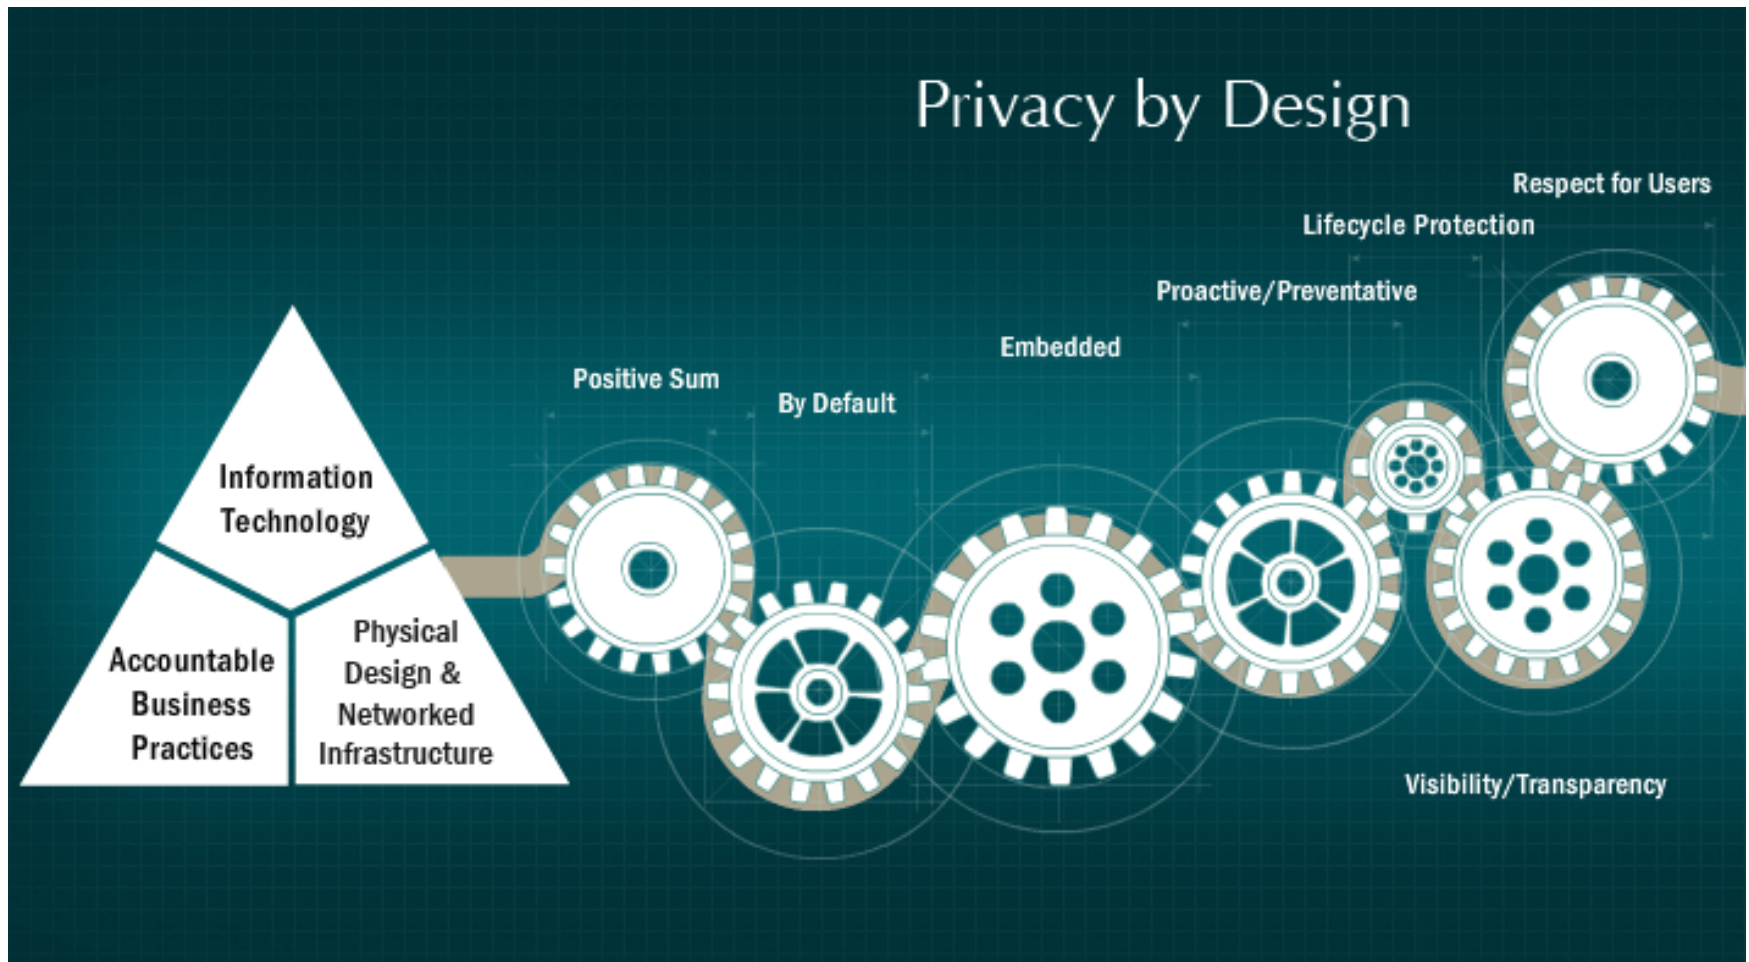 Privacy by Design
Respect for Users
Lifecycle Protection
Proactive/Preventative
Embedded
Positive Sum
By Default
Information
Technology
Accountable
Business
Practices
Physical
Design &
Networked
Infrastructure
Visibility/Transparency